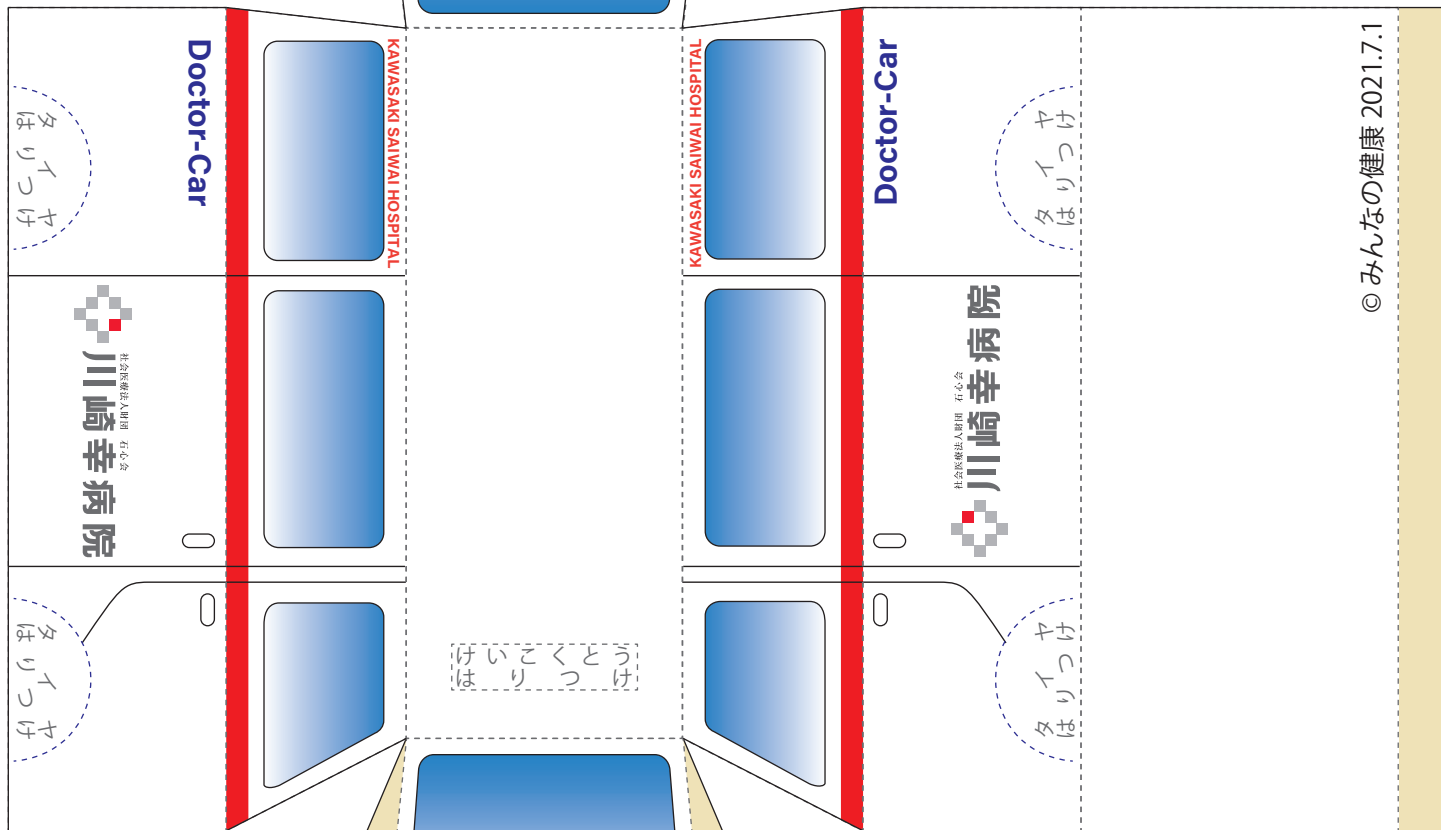 Doctor-Car
KAWASAKI SAIWAI HOSPITAL
タイヤ
はりつけ
社会医療法人財団 石心会
川崎幸病院
タイヤ
はりつけ
けいこくとう
はりつけ
KAWASAKI SAIWAI HOSPITAL
Doctor-Car
タイヤ
はりつけ
社会医療法人財団 石心会
川崎幸病院
タイヤ
はりつけ
© みんなの健康 2021.7.1